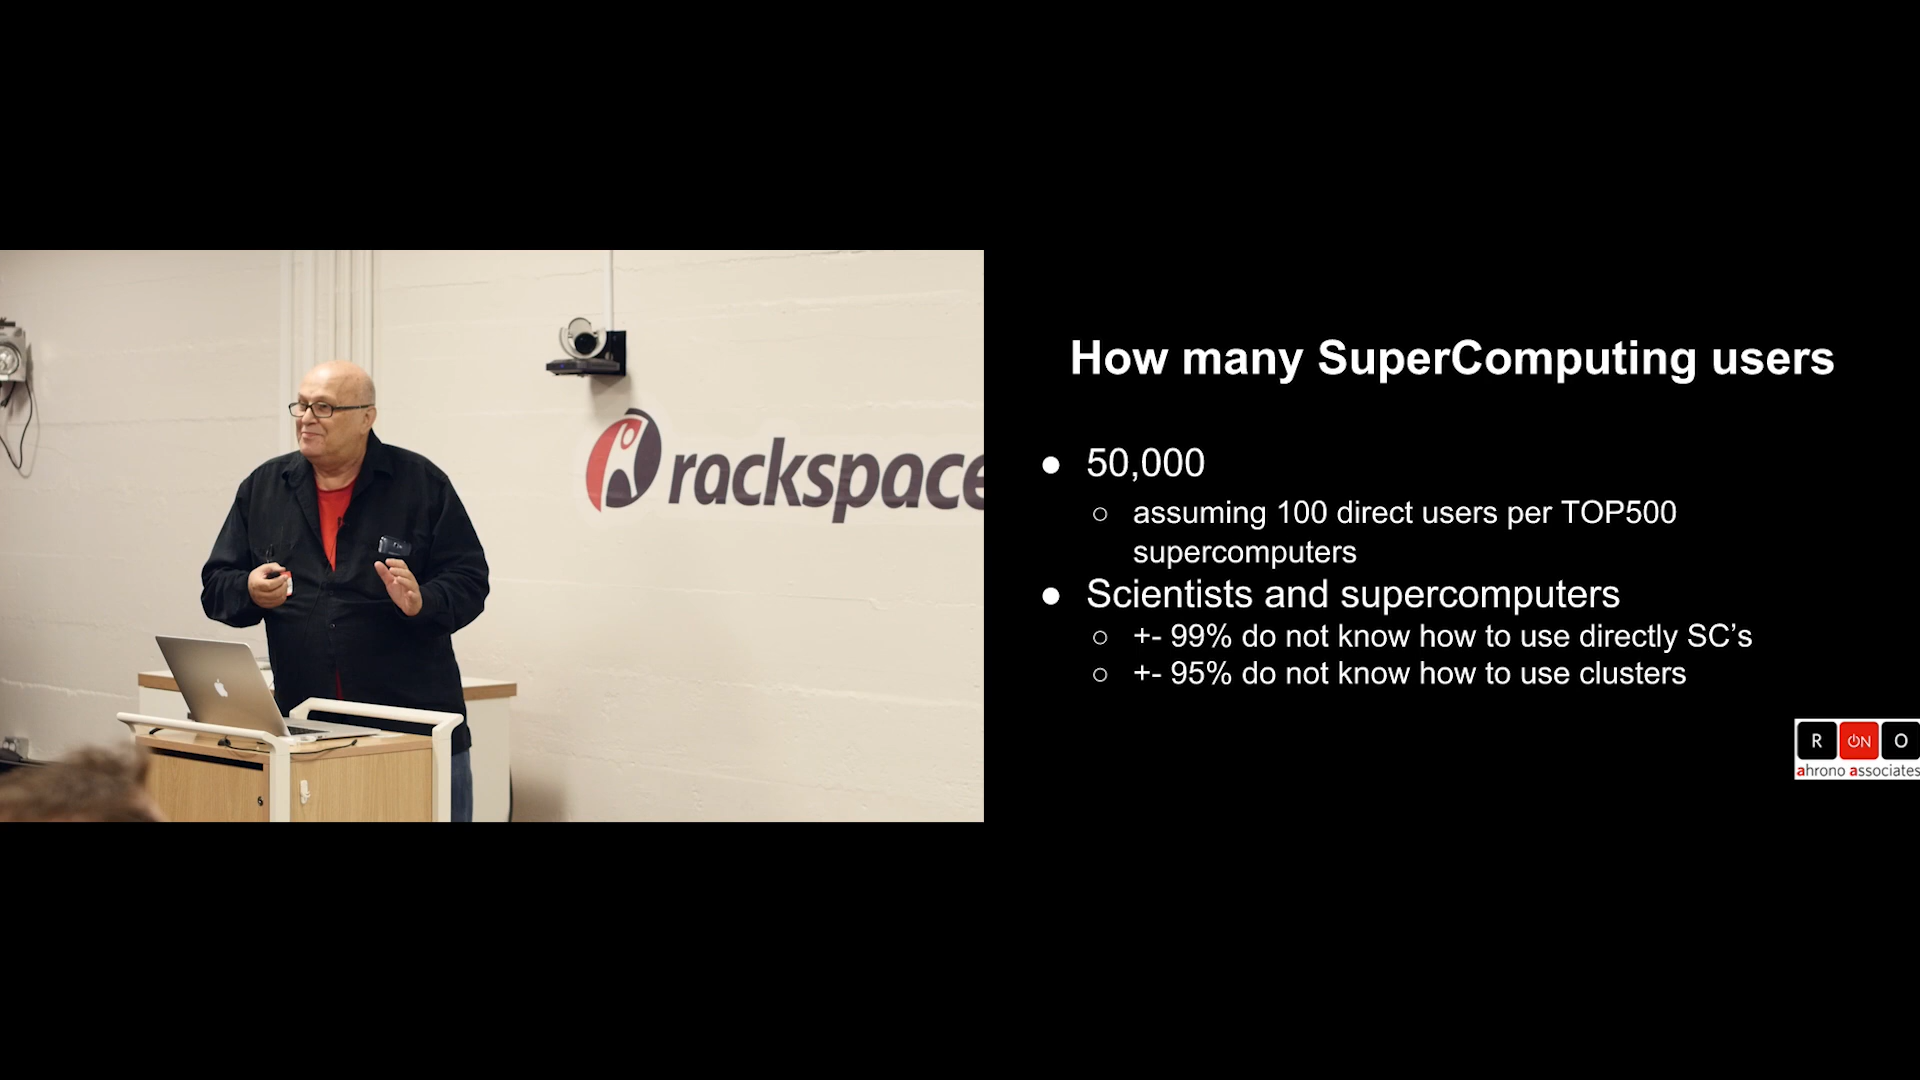 rackspace
How many SuperComputing users
● 50,000
○ assuming 100 direct users per TOP500
supercomputers
● Scientists and supercomputers
○ +- 99% do not know how to use directly SC’s
○ +- 95% do not know how to use clusters
R ON O
ahrono associates